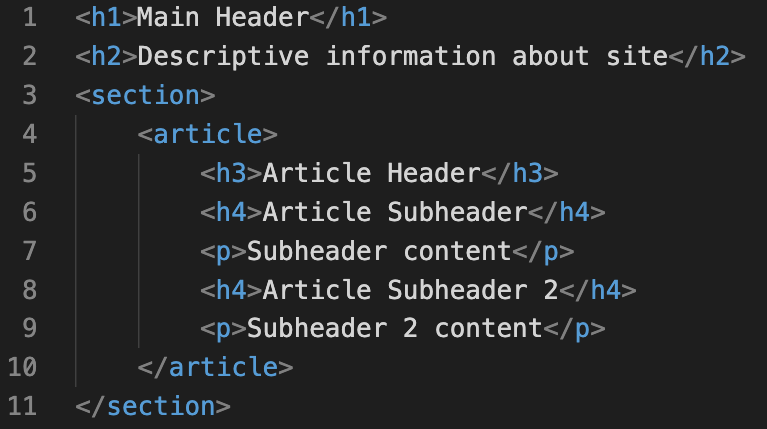 1 <h1>Main Header</h1>
2 <h2>Descriptive information about site</h2>
3 <section>
4     <article>
5         <h3>Article Header</h3>
6         <h4>Article Subheader</h4>
7         <p>Subheader content</p>
8         <h4>Article Subheader 2</h4>
9         <p>Subheader 2 content</p>
10     </article>
11 </section>